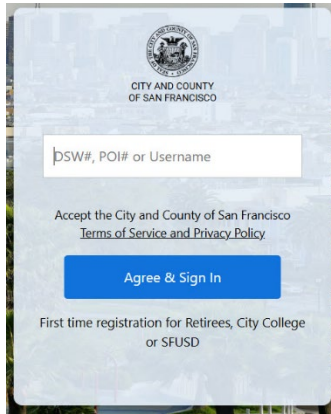 CITY AND COUNTY
OF SAN FRANCISCO
DSW#, POI# or Username
Accept the City and County of San Francisco
Terms of Service and Privacy Policy
Agree & Sign In
First time registration for Retirees, City College
or SFUSD